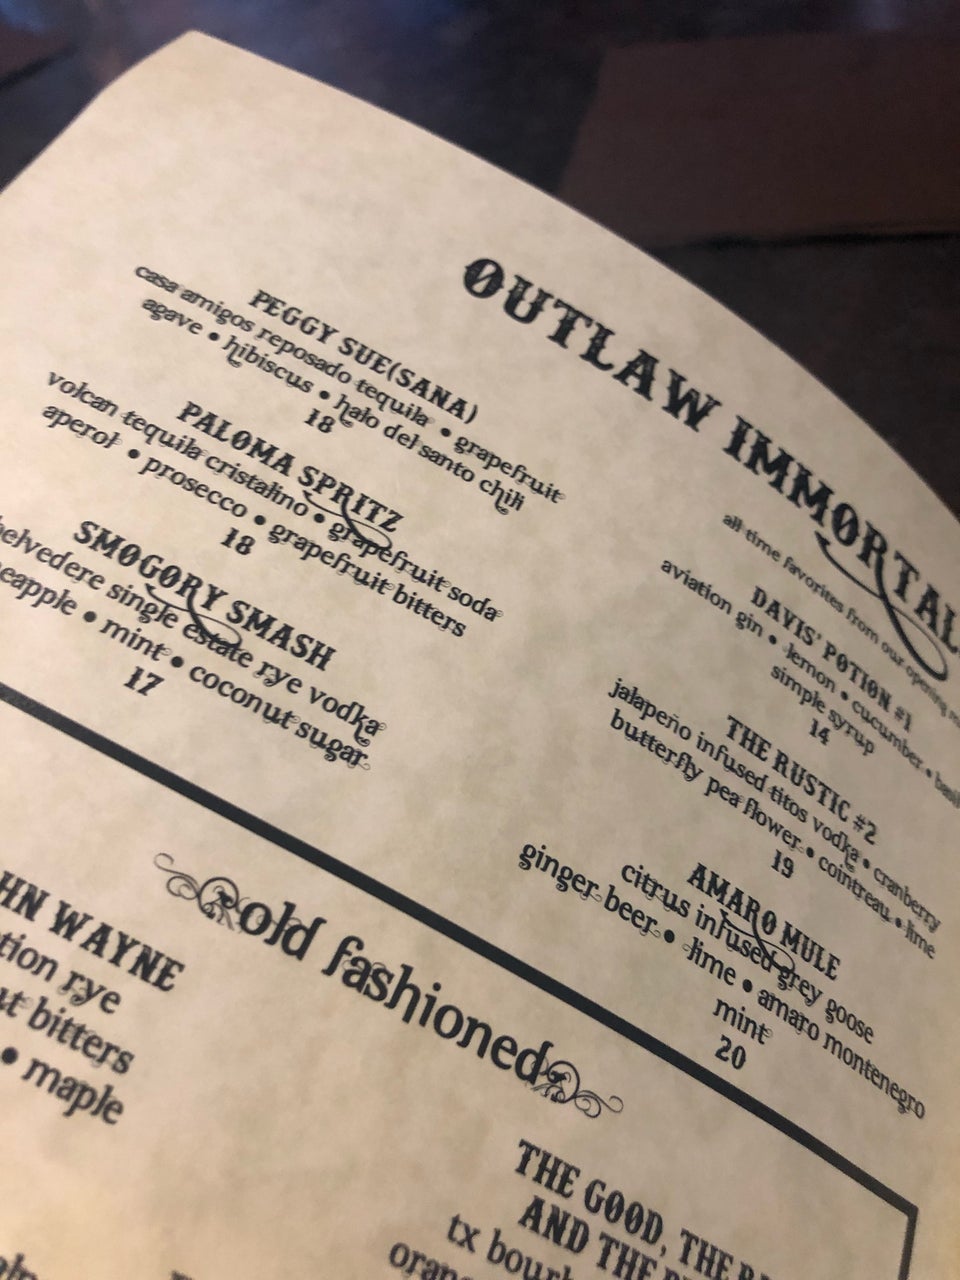 PEGGY SUE(SANA)
casa amigos reposado tequila • grapefruit
agave • hibiscus • halo del santo chili
18
PALOMA SPRITZ
volcan tequila cristalino • grapefruit soda
aperol • prosecco • grapefruit bitters
18
SMOGORY SMASH
belvedere single estate rye vodka
mint • coconut sugar
17
OUTLAW IMMORTAL
all time favorites from our opening
DAVIS' POTION #1
aviation gin • lemon • cucumber • basil
simple syrup
14
THE RUSTIC #2
jalapeño infused titos vodka • cranberry
butterfly pea flower • cointreau • lime
19
AMARO MULE
citrus infused grey goose
ginger beer • lime • amaro montenegro
mint
20
old fashioned
WAYNE
rye
bitters
• maple
THE GOOD, THE
AND THE
tx